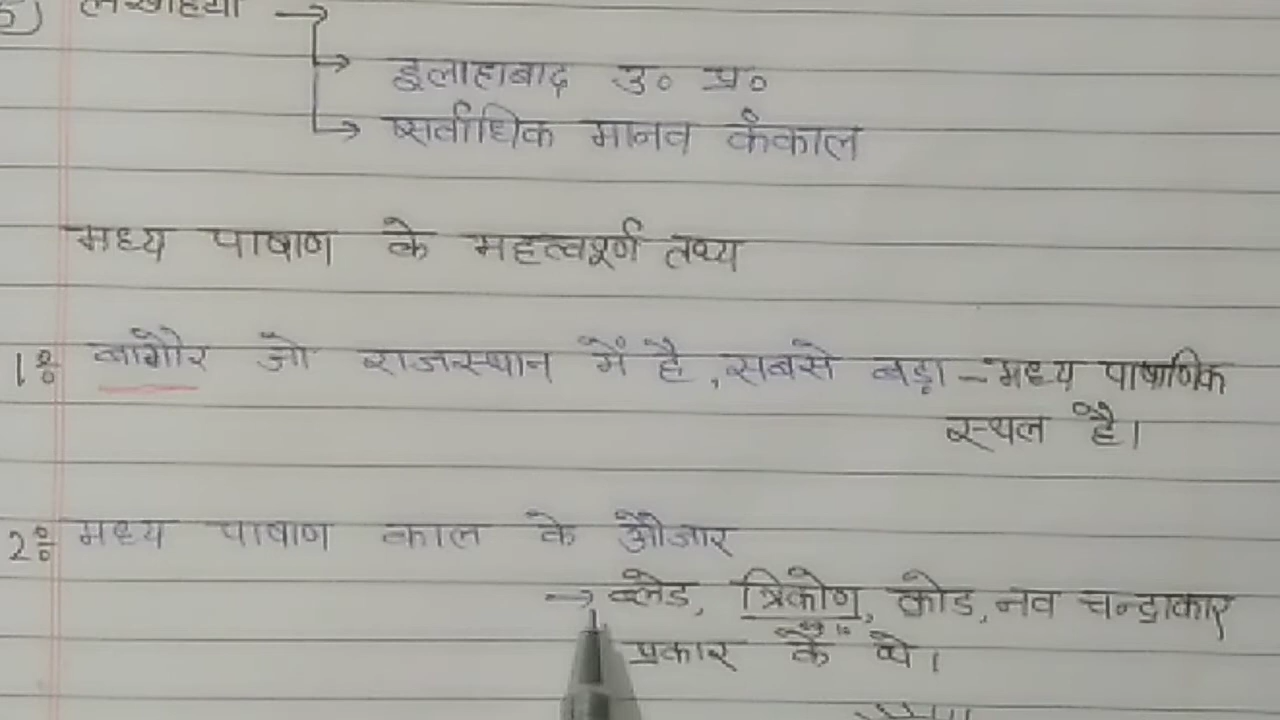 इलाहाबाद उ० प्र०
सर्वाधिक मानव कंकाल
मध्य पाषाण के महत्वपूर्ण तथ्य
1: बागौर जो राजस्थान में है, सबसे बड़ा - मध्य पाषाणिक
स्थल है।
2: मध्य पाषाण काल के औजार
→ ब्लेड, त्रिकोण, क्रोड, नव चन्द्राकार
प्रकार के थे।